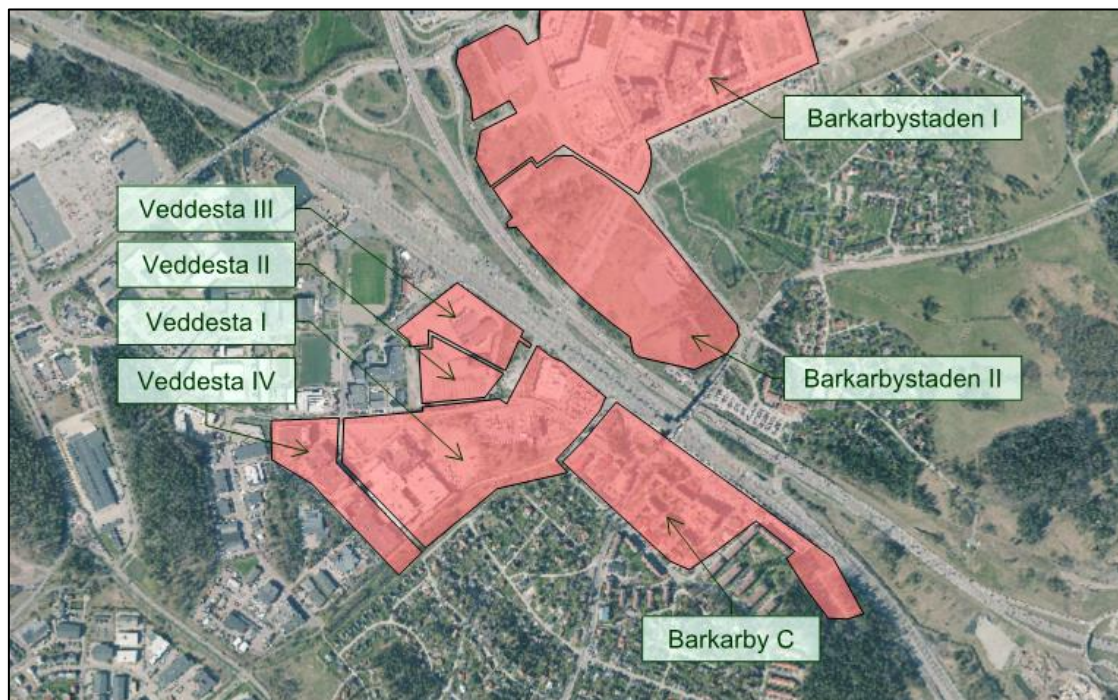 Barkarbystaden I
Veddesta III
Veddesta II
Veddesta I
Veddesta IV
Barkarbystaden II
Barkarby C